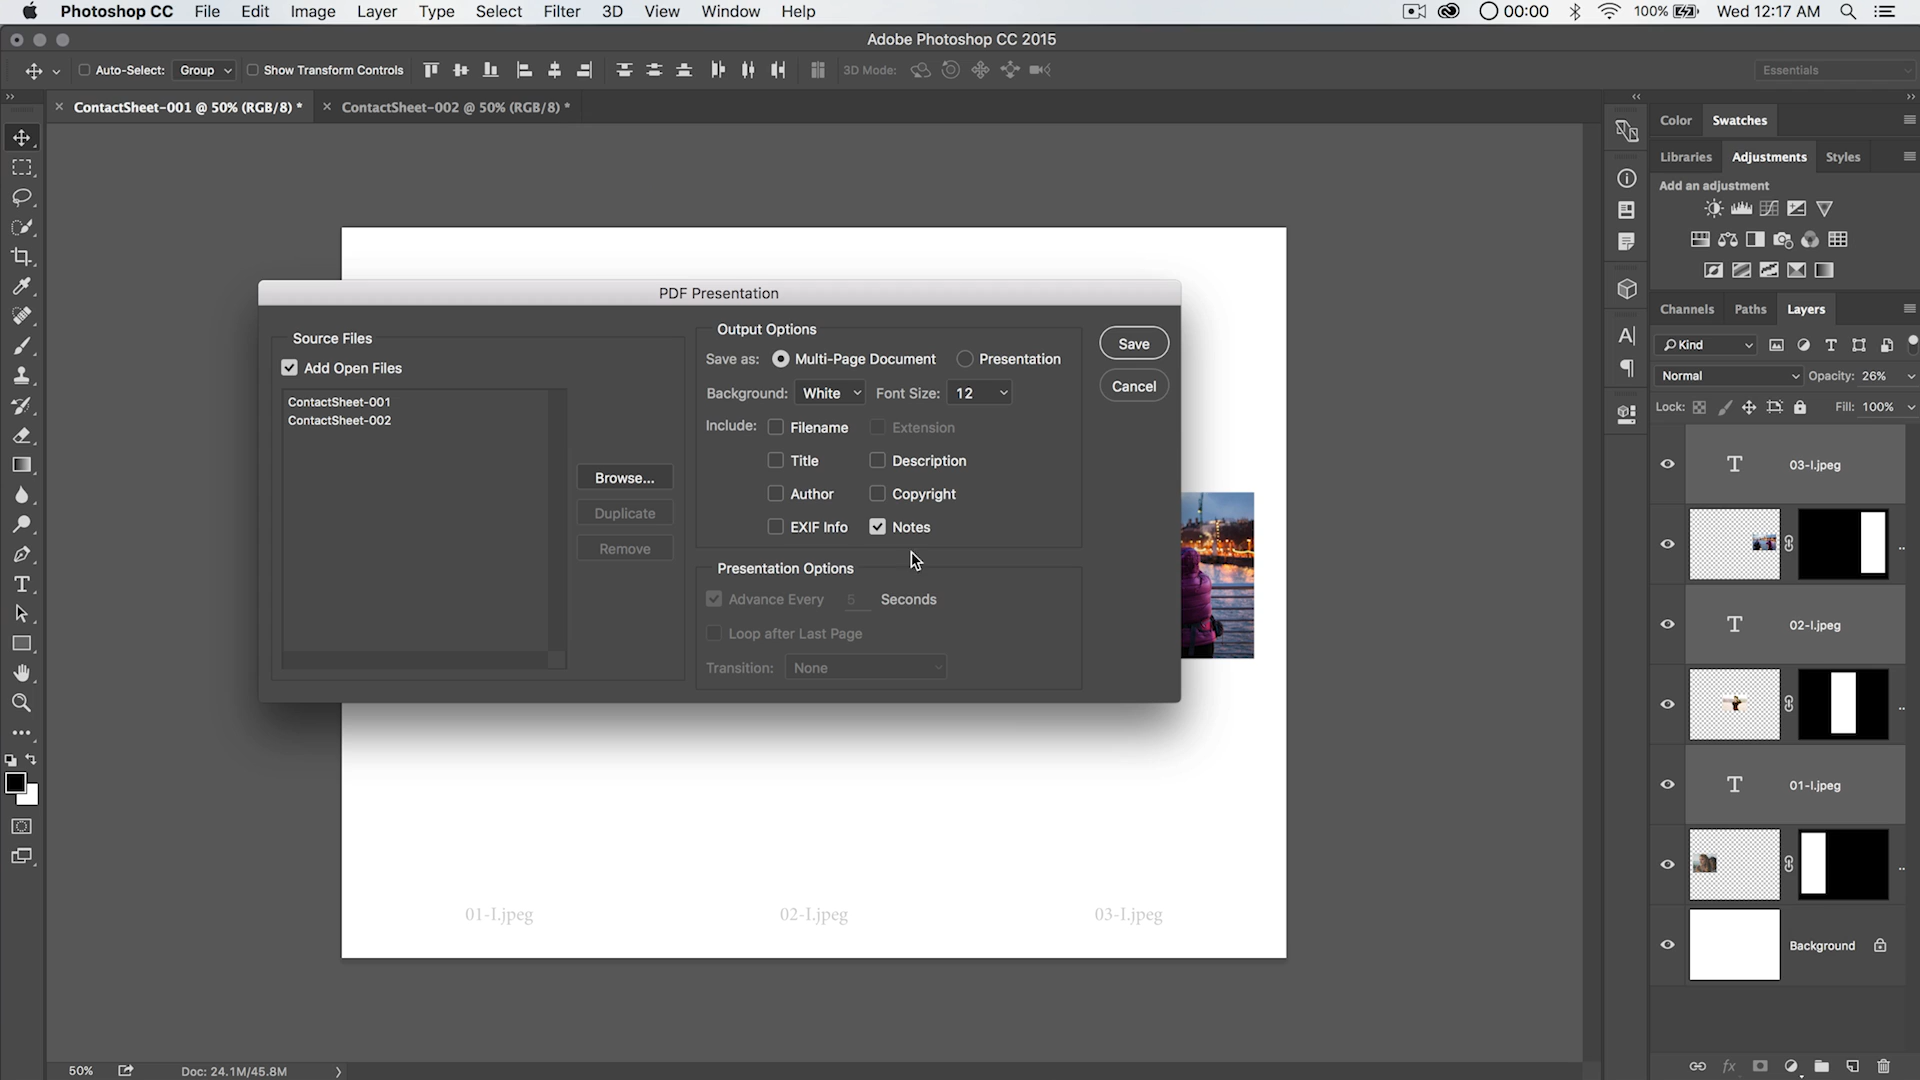 Photoshop CC File Edit Image Layer Type Select Filter 3D View Window Help 00:00 100% Wed 12:17 AM
Adobe Photoshop CC 2015
Auto-Select: Group Show Transform Controls 3D Mode: Essentials
ContactSheet-001 @ 50% (RGB/8) * ContactSheet-002 @ 50% (RGB/8) *
Color Swatches
Libraries Adjustments Styles
Add an adjustment
Channels Paths Layers
Kind
Normal Opacity: 26%
Lock: Fill: 100%
03-I.jpeg
02-I.jpeg
01-I.jpeg
Background
PDF Presentation
Source Files
Add Open Files
ContactSheet-001
ContactSheet-002
Browse...
Duplicate
Remove
Output Options
Save as: Multi-Page Document Presentation
Background: White Font Size: 12
Include: Filename Extension
Title Description
Author Copyright
EXIF Info Notes
Presentation Options
Advance Every 5 Seconds
Loop after Last Page
Transition: None
Save
Cancel
01-I.jpeg 02-I.jpeg 03-I.jpeg
50% Doc: 24.1M/45.8M